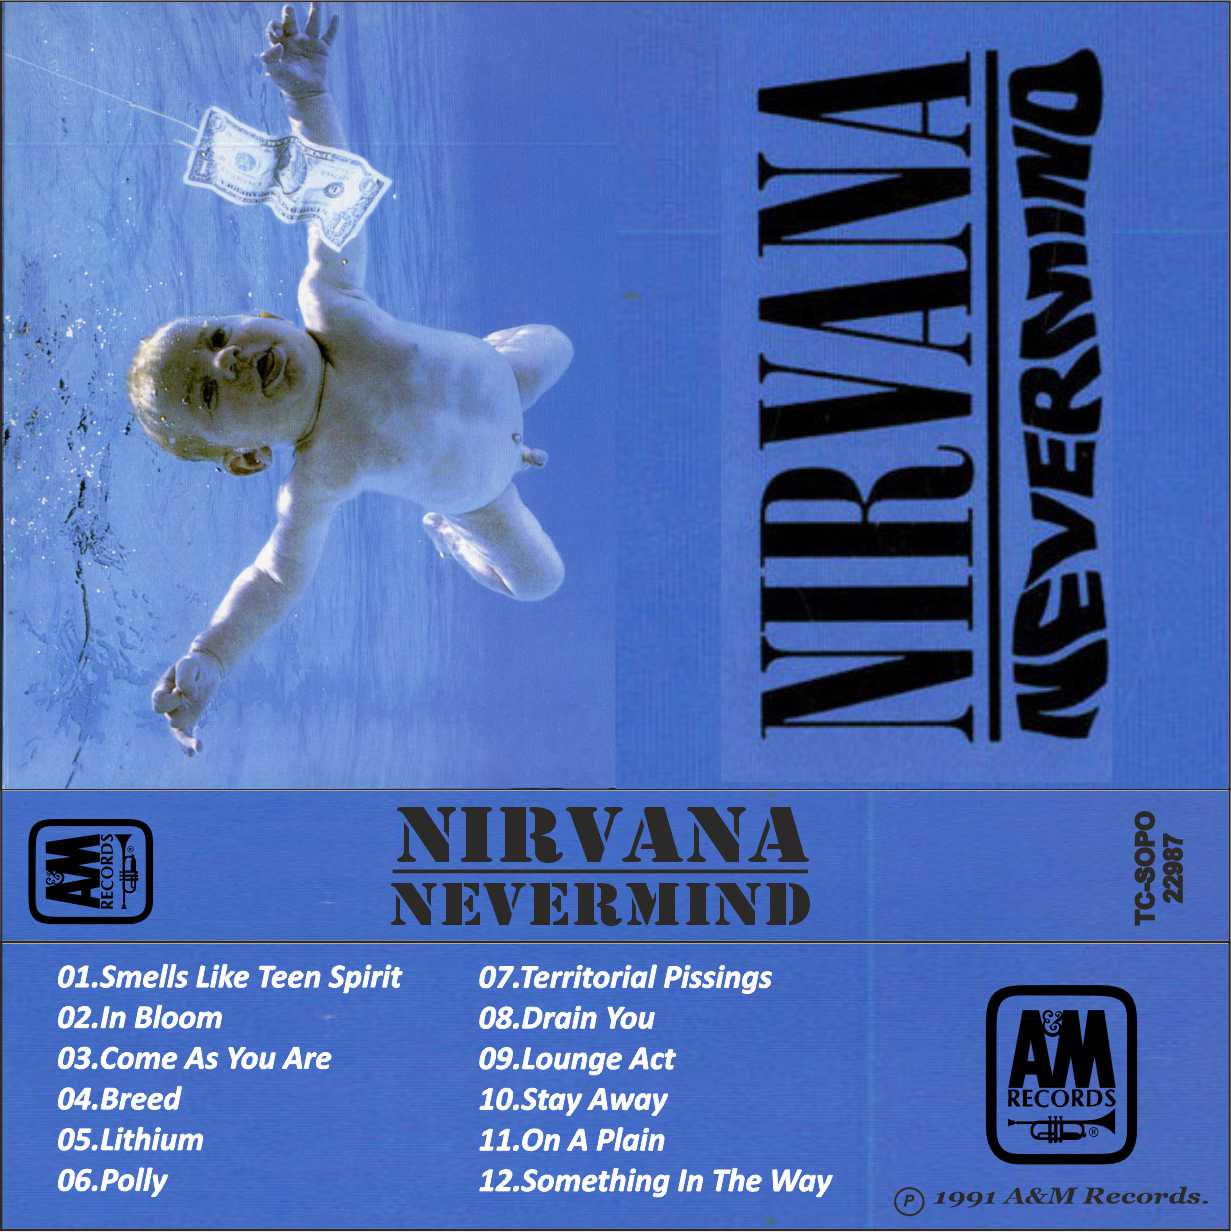 NIRVANA
NEVERMIND
A&M
RECORDS
®
NIRVANA
NEVERMIND
TC-SOPO
22987
01.Smells Like Teen Spirit
02.In Bloom
03.Come As You Are
04.Breed
05.Lithium
06.Polly
07.Territorial Pissings
08.Drain You
09.Lounge Act
10.Stay Away
11.On A Plain
12.Something In The Way
A&M
RECORDS
®
℗ 1991 A&M Records.